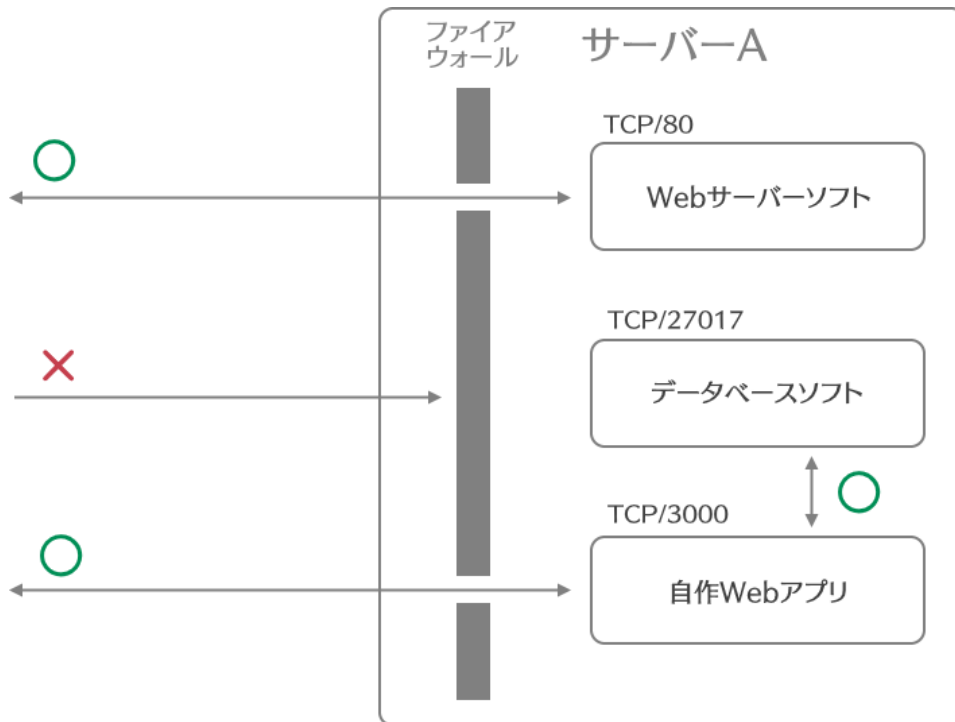 ファイア
ウォール
サーバーA
TCP/80
Webサーバーソフト
TCP/27017
データベースソフト
TCP/3000
自作Webアプリ